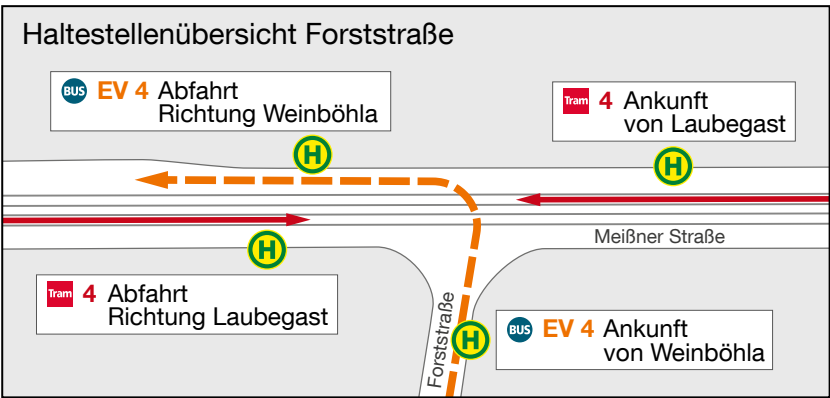 Haltestellenübersicht Forststraße
BUS EV 4 Abfahrt
Richtung Weinböhla
Tram 4 Ankunft
von Laubegast
H
H
H
Meißner Straße
Tram 4 Abfahrt
Richtung Laubegast
Forststraße
H
BUS EV 4 Ankunft
von Weinböhla